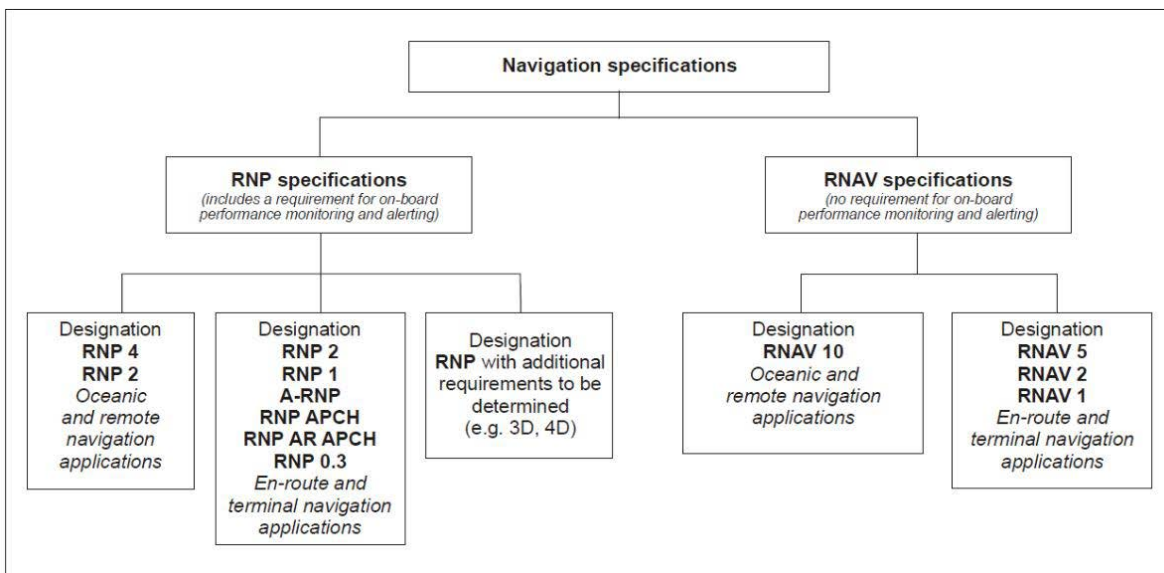 Navigation specifications
RNP specifications
(includes a requirement for on-board
performance monitoring and alerting)
RNAV specifications
(no requirement for on-board
performance monitoring and alerting)
Designation
RNP 4
RNP 2
Oceanic
and remote
navigation
applications
Designation
RNP 2
RNP 1
A-RNP
RNP APCH
RNP AR APCH
RNP 0.3
En-route and
terminal navigation
applications
Designation
RNP with additional
requirements to be
determined
(e.g. 3D, 4D)
Designation
RNAV 10
Oceanic and
remote navigation
applications
Designation
RNAV 5
RNAV 2
RNAV 1
En-route and
terminal navigation
applications